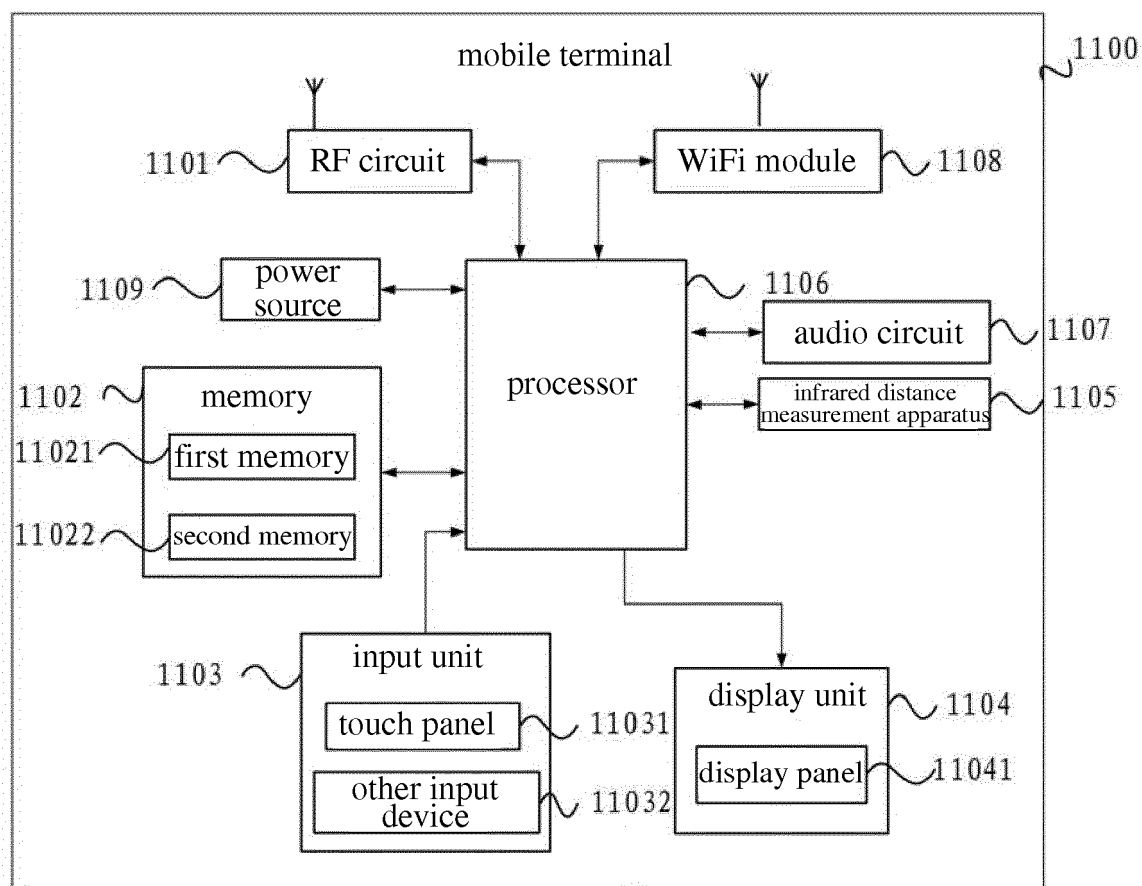 mobile terminal
1100
1101
RF circuit
WiFi module
1108
1109
power
source
1106
audio circuit
1107
processor
infrared distance
measurement apparatus
1105
1102
memory
11021
first memory
11022
second memory
1103
input unit
touch panel
11031
other input
device
11032
display unit
1104
display panel
11041